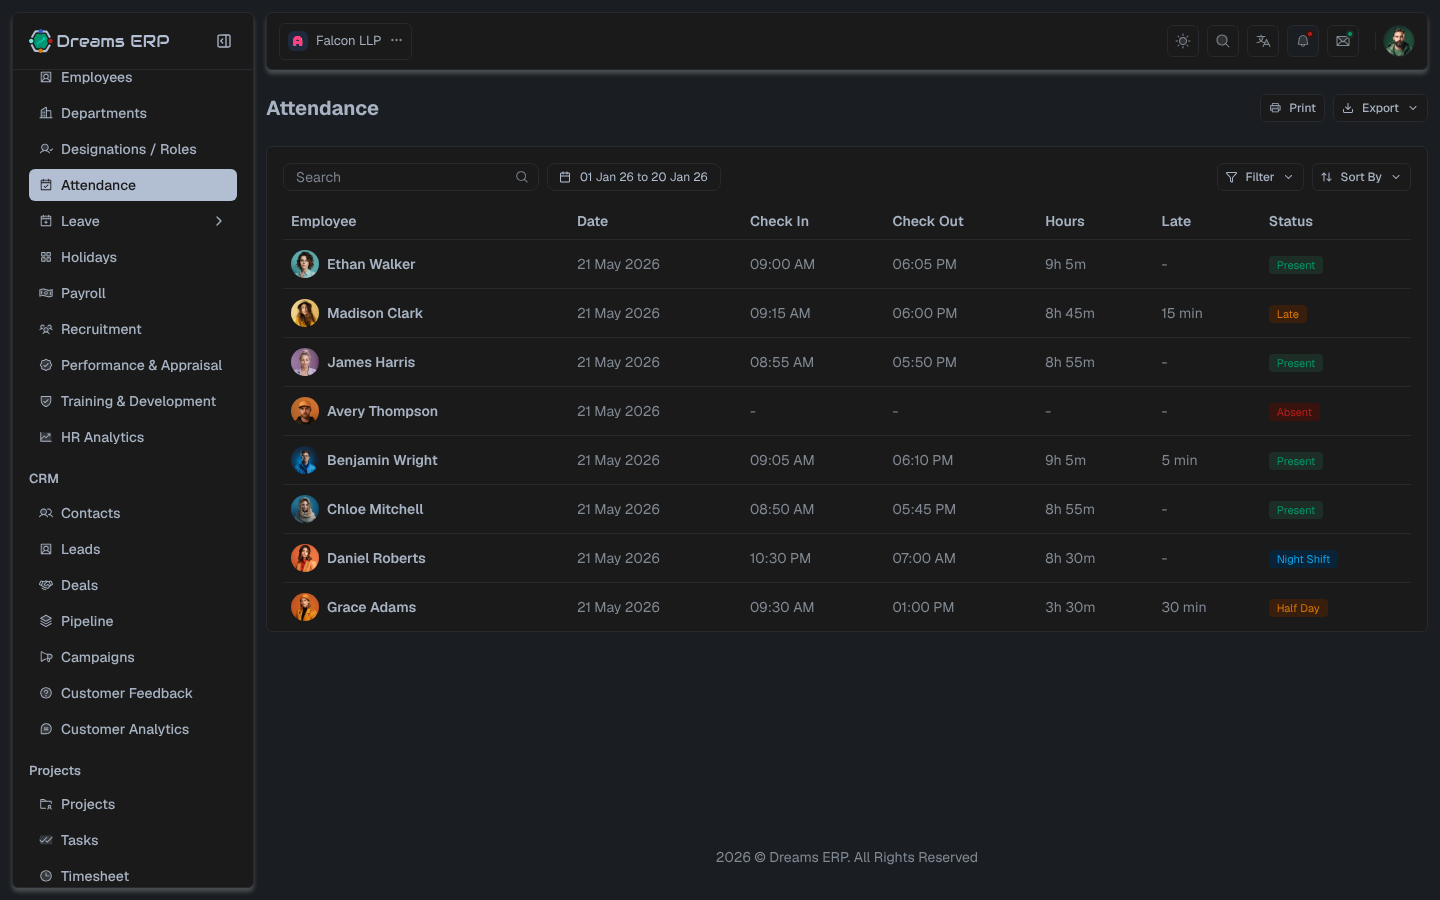 Dreams ERP
Employees
Departments
Designations / Roles
Attendance
Leave
Holidays
Payroll
Recruitment
Performance & Appraisal
Training & Development
HR Analytics
CRM
Contacts
Leads
Deals
Pipeline
Campaigns
Customer Feedback
Customer Analytics
Projects
Projects
Tasks
Timesheet
Falcon LLP ···
Attendance
Print
Export
Search
01 Jan 26 to 20 Jan 26
Filter
Sort By
Employee Date Check In Check Out Hours Late Status
Ethan Walker 21 May 2026 09:00 AM 06:05 PM 9h 5m - Present
Madison Clark 21 May 2026 09:15 AM 06:00 PM 8h 45m 15 min Late
James Harris 21 May 2026 08:55 AM 05:50 PM 8h 55m - Present
Avery Thompson 21 May 2026 - - - - Absent
Benjamin Wright 21 May 2026 09:05 AM 06:10 PM 9h 5m 5 min Present
Chloe Mitchell 21 May 2026 08:50 AM 05:45 PM 8h 55m - Present
Daniel Roberts 21 May 2026 10:30 PM 07:00 AM 8h 30m - Night Shift
Grace Adams 21 May 2026 09:30 AM 01:00 PM 3h 30m 30 min Half Day
2026 © Dreams ERP. All Rights Reserved